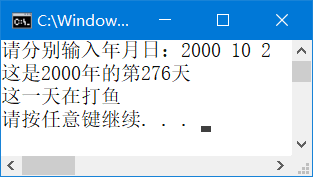 C:\Window...
请分别输入年月日：2000 10 2
这是2000年的第276天
这一天在打鱼
请按任意键继续. . .